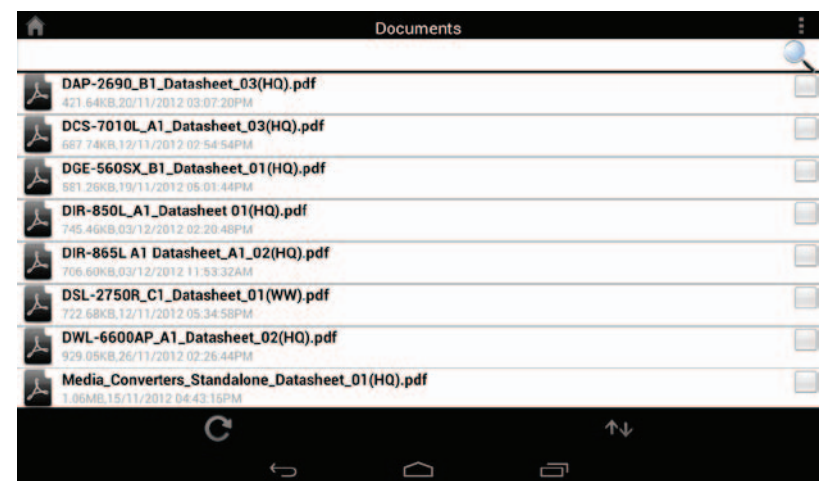 Documents
DAP-2690_B1_Datasheet_03(HQ).pdf
421.64KB,20/11/2012 03:07:20PM
DCS-7010L_A1_Datasheet_03(HQ).pdf
687.74KB,12/11/2012 02:54:54PM
DGE-560SX_B1_Datasheet_01(HQ).pdf
581.26KB,19/11/2012 05:01:44PM
DIR-850L_A1_Datasheet 01(HQ).pdf
745.46KB,03/12/2012 02:20:48PM
DIR-865L A1 Datasheet_A1_02(HQ).pdf
706.60KB,03/12/2012 11:53:32AM
DSL-2750R_C1_Datasheet_01(WW).pdf
722.68KB,12/11/2012 05:34:58PM
DWL-6600AP_A1_Datasheet_02(HQ).pdf
929.05KB,26/11/2012 02:26:44PM
Media_Converters_Standalone_Datasheet_01(HQ).pdf
1.06MB,15/11/2012 04:43:16PM